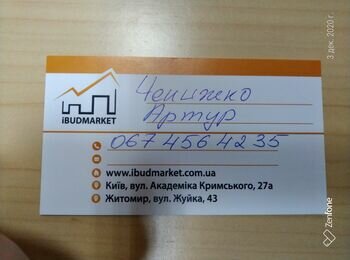 Чепижко
Артур
067 456 42 35
iBUDMARKET
www.ibudmarket.com.ua
Київ, вул. Академіка Кримського, 27а
Житомир, вул. Жуйка, 43
3 дек. 2020 г.
Zenfone